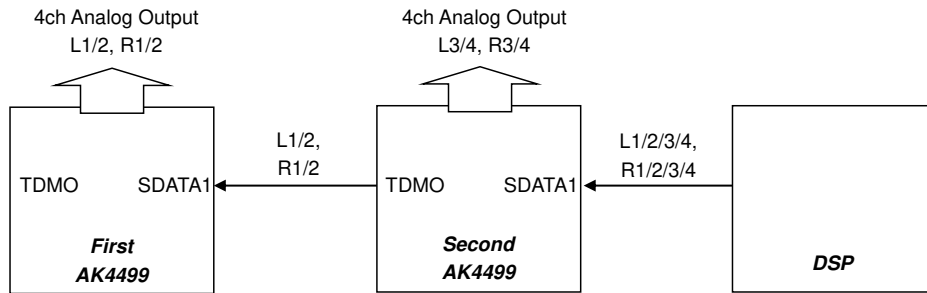 4ch Analog Output
L1/2, R1/2
4ch Analog Output
L3/4, R3/4
L1/2,
R1/2
L1/2/3/4,
R1/2/3/4
TDMO
SDATA1
TDMO
SDATA1
First
AK4499
Second
AK4499
DSP